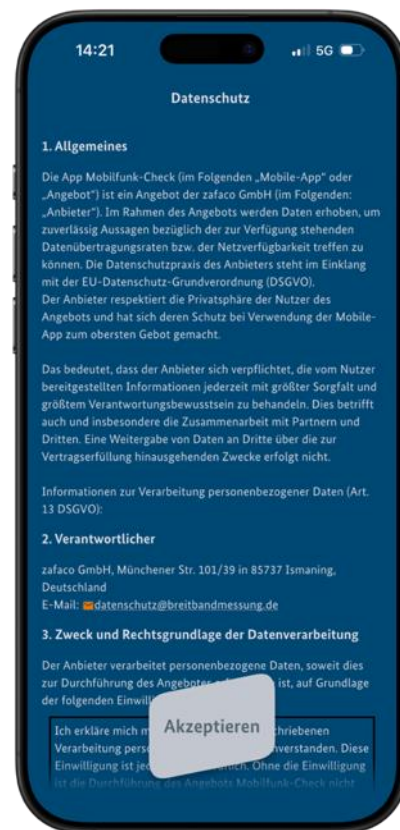 14:21
5G
Datenschutz
1. Allgemeines
Die App Mobilfunk-Check (im Folgenden „Mobile-App“ oder
„Angebot“) ist ein Angebot der zafaco GmbH (im Folgenden:
„Anbieter“). Im Rahmen des Angebots werden Daten erhoben, um
zuverlässig Aussagen bezüglich der zur Verfügung stehenden
Datenübertragungsraten bzw. der Netzverfügbarkeit treffen zu
können. Die Datenschutzpraxis des Anbieters steht im Einklang
mit der EU-Datenschutz-Grundverordnung (DSGVO).
Der Anbieter respektiert die Privatsphäre der Nutzer des
Angebots und hat sich deren Schutz bei Verwendung der Mobile-
App zum obersten Gebot gemacht.
Das bedeutet, dass der Anbieter sich verpflichtet, die vom Nutzer
bereitgestellten Informationen jederzeit mit größter Sorgfalt und
größtem Verantwortungsbewusstsein zu behandeln. Dies betrifft
auch und insbesondere die Zusammenarbeit mit Partnern und
Dritten. Eine Weitergabe von Daten an Dritte über die zur
Vertragserfüllung hinausgehenden Zwecke erfolgt nicht.
Informationen zur Verarbeitung personenbezogener Daten (Art.
13 DSGVO):
2. Verantwortlicher
zafaco GmbH, Münchener Str. 101/39 in 85737 Ismaning,
Deutschland
E-Mail: datenschutz@breitbandmessung.de
3. Zweck und Rechtsgrundlage der Datenverarbeitung
Der Anbieter verarbeitet personenbezogene Daten, soweit dies
zur Durchführung des Angebotes ist, auf Grundlage
der folgenden
Akzeptieren
Ich erkläre mich
Verarbeitung nverstanden. Diese
Einwilligung ist Ohne die Einwilligung
ist die Durchführung des Angebots Mobilfunk-Check nicht